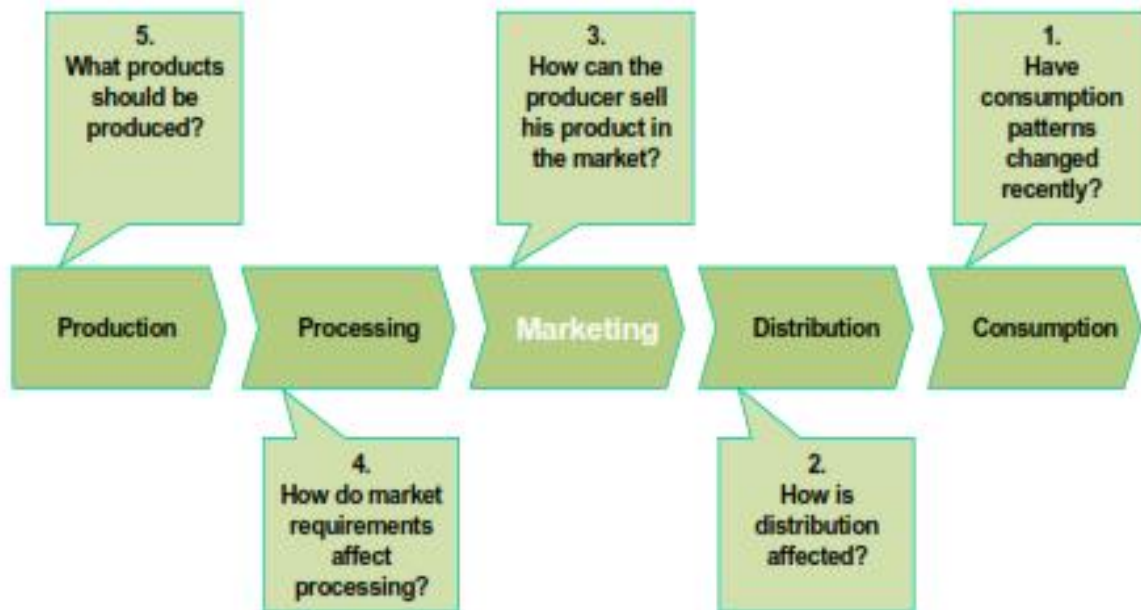 5.
What products
should be
produced?
3.
How can the
producer sell
his product in
the market?
1.
Have
consumption
patterns
changed
recently?
Production
Processing
Marketing
Distribution
Consumption
4.
How do market
requirements
affect
processing?
2.
How is
distribution
affected?